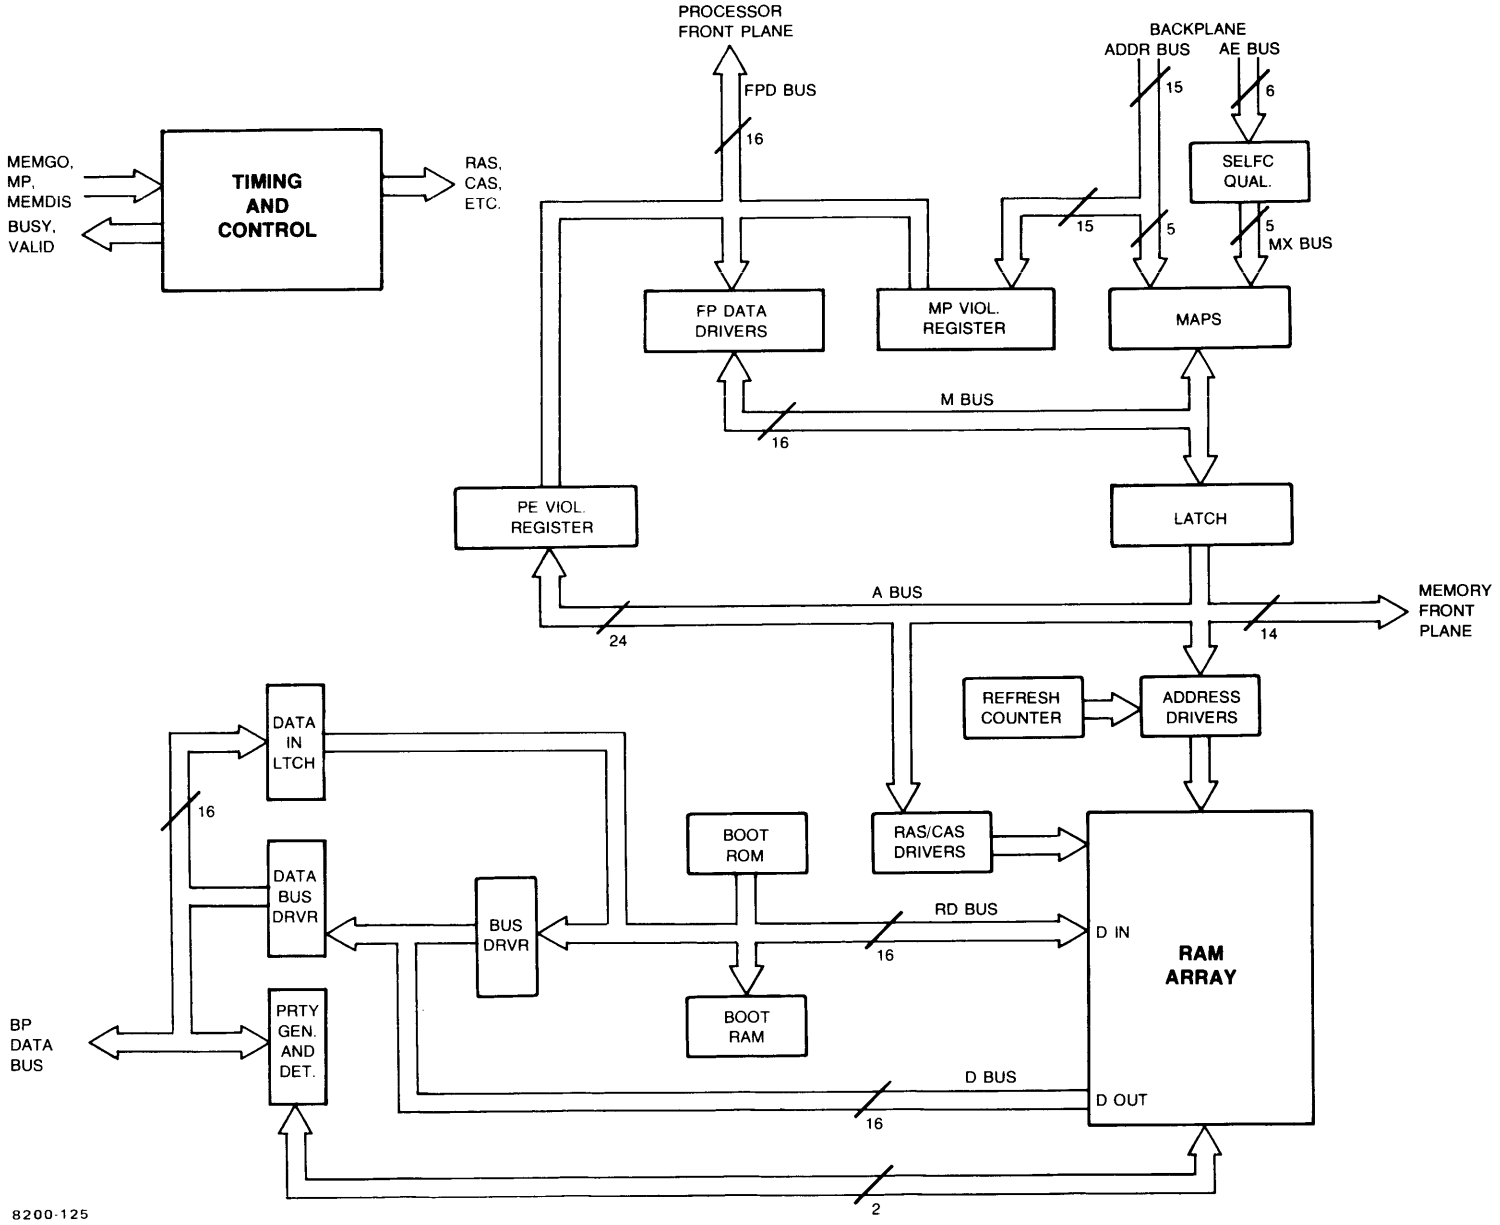 PROCESSOR
FRONT PLANE
BACKPLANE
ADDR BUS
AE BUS
FPD BUS
15
6
16
MEMGO,
MP,
MEMDIS
BUSY,
VALID
TIMING
AND
CONTROL
RAS,
CAS,
ETC.
SELFC
QUAL.
15
5
5
MX BUS
FP DATA
DRIVERS
MP VIOL.
REGISTER
MAPS
M BUS
16
PE VIOL.
REGISTER
LATCH
A BUS
24
14
MEMORY
FRONT
PLANE
REFRESH
COUNTER
ADDRESS
DRIVERS
DATA
IN
LTCH
16
BOOT
ROM
RAS/CAS
DRIVERS
DATA
BUS
DRVR
BUS
DRVR
RD BUS
16
D IN
RAM
ARRAY
BOOT
RAM
BP
DATA
BUS
PRTY
GEN.
AND
DET.
D BUS
16
D OUT
2
8200-125